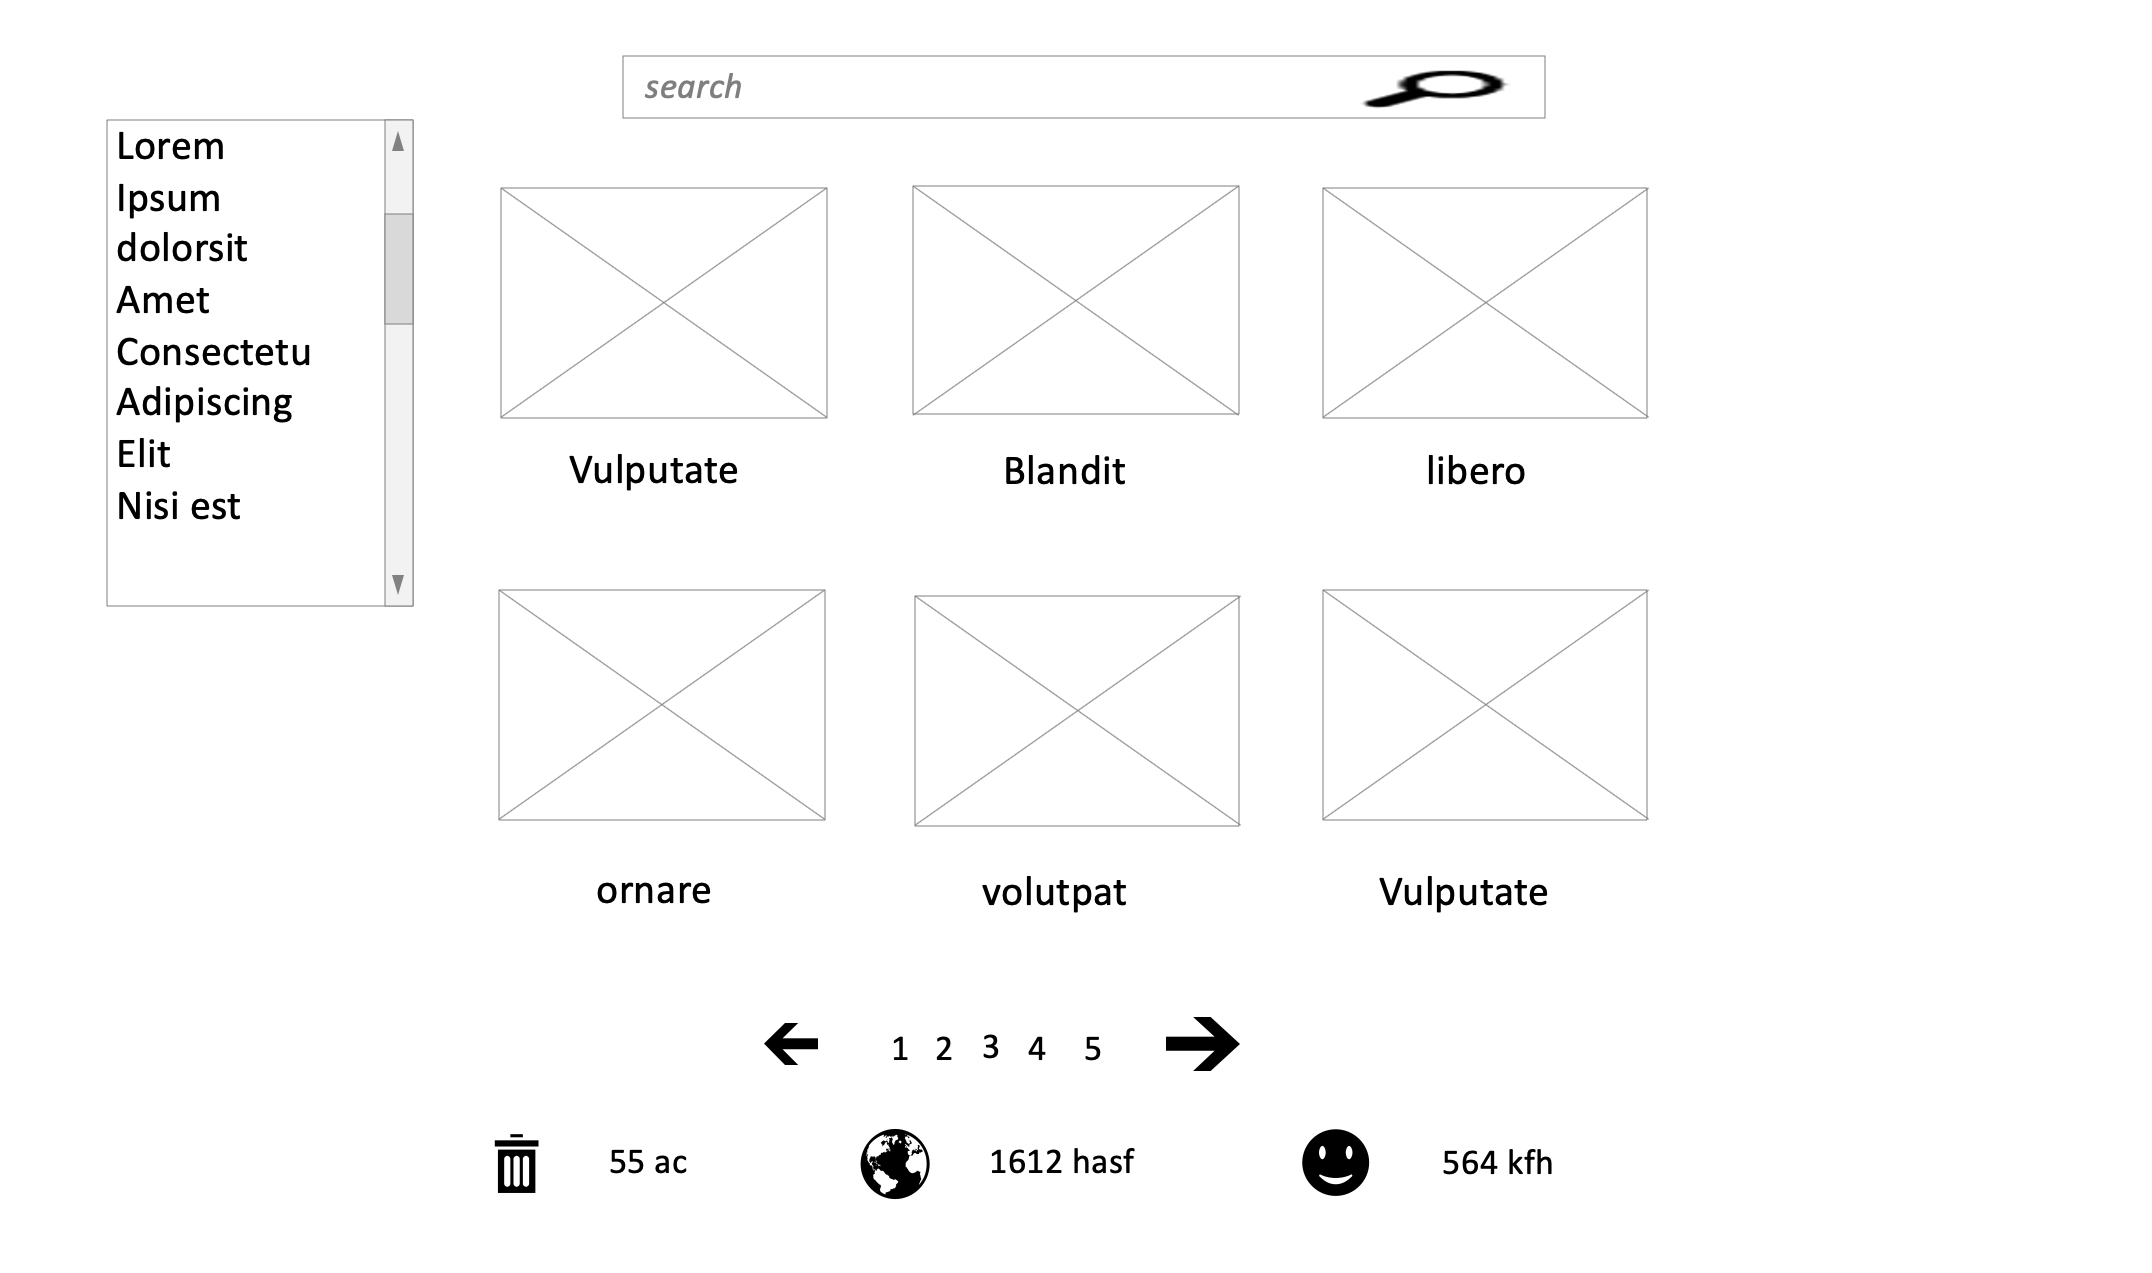 search
Lorem
Ipsum
dolorsit
Amet
Consectetu
Adipiscing
Elit
Nisi est
Vulputate
Blandit
libero
ornare
volutpat
Vulputate
1 2 3 4 5
55 ac
1612 hasf
564 kfh